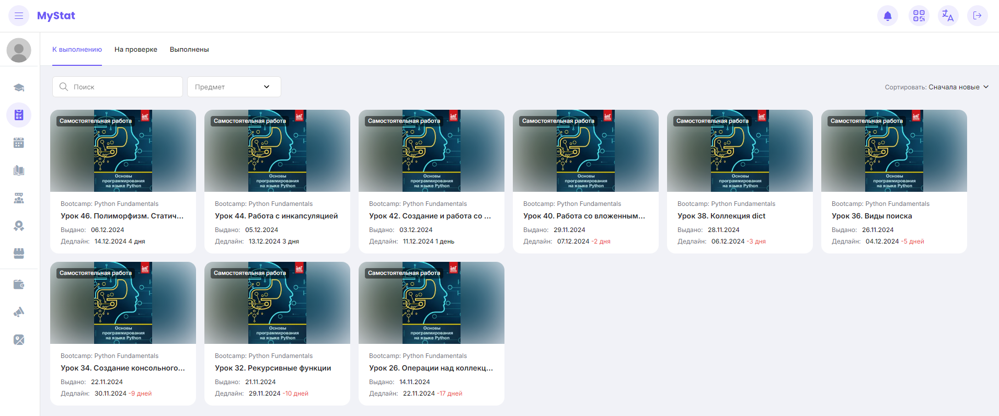 MyStat
К выполнению
На проверке
Выполнены
Поиск
Предмет
Сортировать: Сначала новые
Самостоятельная работа
Основы
программирования
на языке Python
Bootcamp: Python Fundamentals
Урок 46. Полиморфизм. Статич...
Выдано: 06.12.2024
Дедлайн: 14.12.2024 4 дня
Самостоятельная работа
Основы
программирования
на языке Python
Bootcamp: Python Fundamentals
Урок 44. Работа с инкапсуляцией
Выдано: 05.12.2024
Дедлайн: 13.12.2024 3 дня
Самостоятельная работа
Основы
программирования
на языке Python
Bootcamp: Python Fundamentals
Урок 42. Создание и работа со ...
Выдано: 03.12.2024
Дедлайн: 11.12.2024 1 день
Самостоятельная работа
Основы
программирования
на языке Python
Bootcamp: Python Fundamentals
Урок 40. Работа со вложенным...
Выдано: 29.11.2024
Дедлайн: 07.12.2024 -2 дня
Самостоятельная работа
Основы
программирования
на языке Python
Bootcamp: Python Fundamentals
Урок 38. Коллекция dict
Выдано: 28.11.2024
Дедлайн: 06.12.2024 -3 дня
Самостоятельная работа
Основы
программирования
на языке Python
Bootcamp: Python Fundamentals
Урок 36. Виды поиска
Выдано: 26.11.2024
Дедлайн: 04.12.2024 -5 дней
Самостоятельная работа
Основы
программирования
на языке Python
Bootcamp: Python Fundamentals
Урок 34. Создание консольного...
Выдано: 22.11.2024
Дедлайн: 30.11.2024 -9 дней
Самостоятельная работа
Основы
программирования
на языке Python
Bootcamp: Python Fundamentals
Урок 32. Рекурсивные функции
Выдано: 21.11.2024
Дедлайн: 29.11.2024 -10 дней
Самостоятельная работа
Основы
программирования
на языке Python
Bootcamp: Python Fundamentals
Урок 26. Операции над коллекц...
Выдано: 14.11.2024
Дедлайн: 22.11.2024 -17 дней